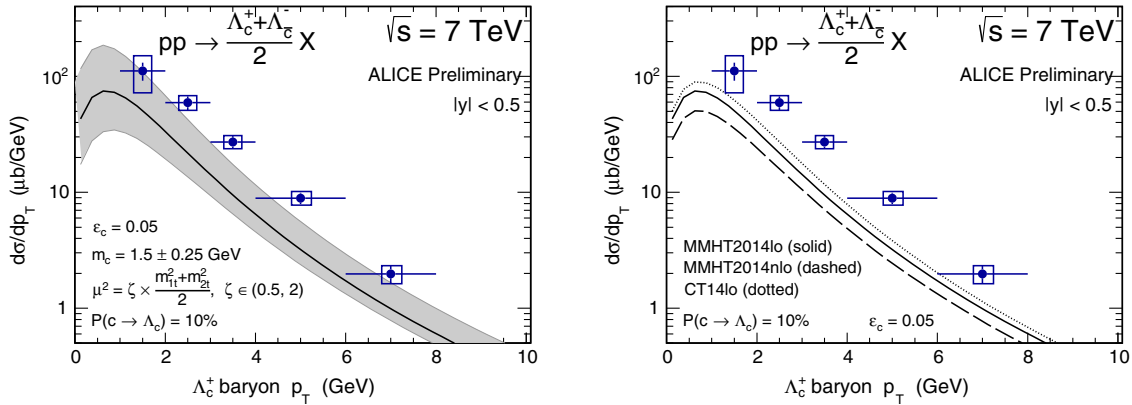 pp → Λc⁺+Λc̄⁻ / 2 X
√s = 7 TeV
ALICE Preliminary
|y| < 0.5
dσ/dp_T (μb/GeV)
10²
10
1
ε_c = 0.05
m_c = 1.5 ± 0.25 GeV
μ² = ζ × (m²_1t+m²_2t)/2, ζ ∈ (0.5, 2)
P(c → Λ_c) = 10%
0 2 4 6 8 10
Λ_c⁺ baryon p_T (GeV)
pp → Λc⁺+Λc̄⁻ / 2 X
√s = 7 TeV
ALICE Preliminary
|y| < 0.5
dσ/dp_T (μb/GeV)
10²
10
1
MMHT2014lo (solid)
MMHT2014nlo (dashed)
CT14lo (dotted)
P(c → Λ_c) = 10% ε_c = 0.05
0 2 4 6 8 10
Λ_c⁺ baryon p_T (GeV)